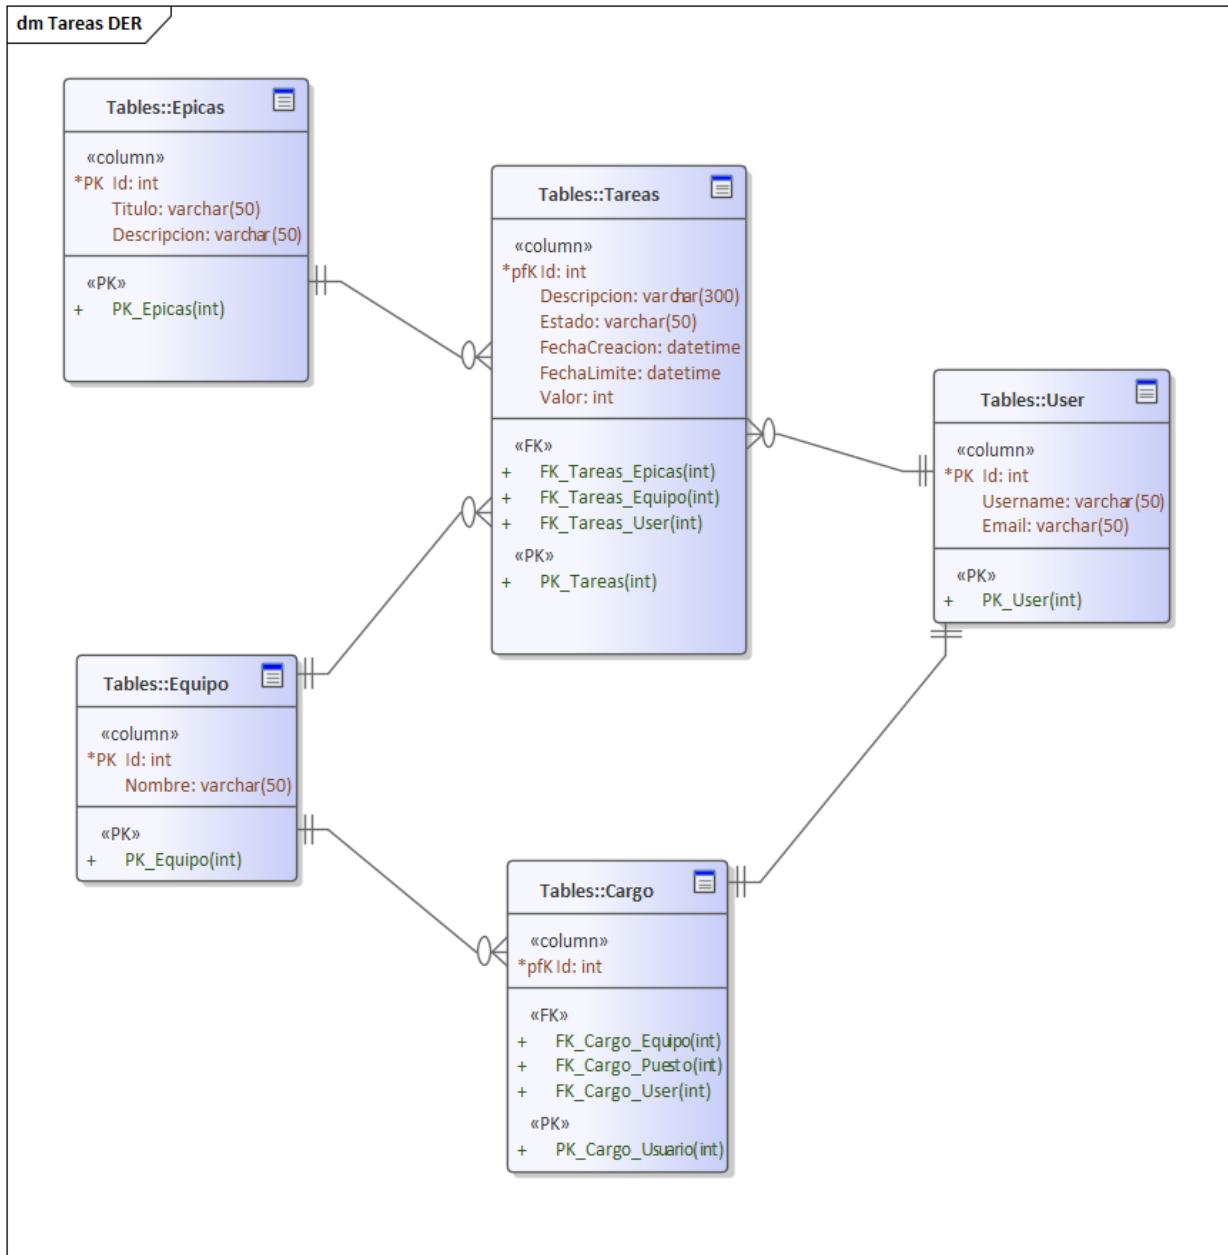 dm Tareas DER
Tables::Epicas
«column»
*PK Id: int
Titulo: varchar(50)
Descripcion: varchar(50)
«PK»
+ PK_Epicas(int)
Tables::Tareas
«column»
*pfK Id: int
Descripcion: varchar(300)
Estado: varchar(50)
FechaCreacion: datetime
FechaLimite: datetime
Valor: int
«FK»
+ FK_Tareas_Epicas(int)
+ FK_Tareas_Equipo(int)
+ FK_Tareas_User(int)
«PK»
+ PK_Tareas(int)
Tables::User
«column»
*PK Id: int
Username: varchar(50)
Email: varchar(50)
«PK»
+ PK_User(int)
Tables::Equipo
«column»
*PK Id: int
Nombre: varchar(50)
«PK»
+ PK_Equipo(int)
Tables::Cargo
«column»
*pfK Id: int
«FK»
+ FK_Cargo_Equipo(int)
+ FK_Cargo_Puesto(int)
+ FK_Cargo_User(int)
«PK»
+ PK_Cargo_Usuario(int)